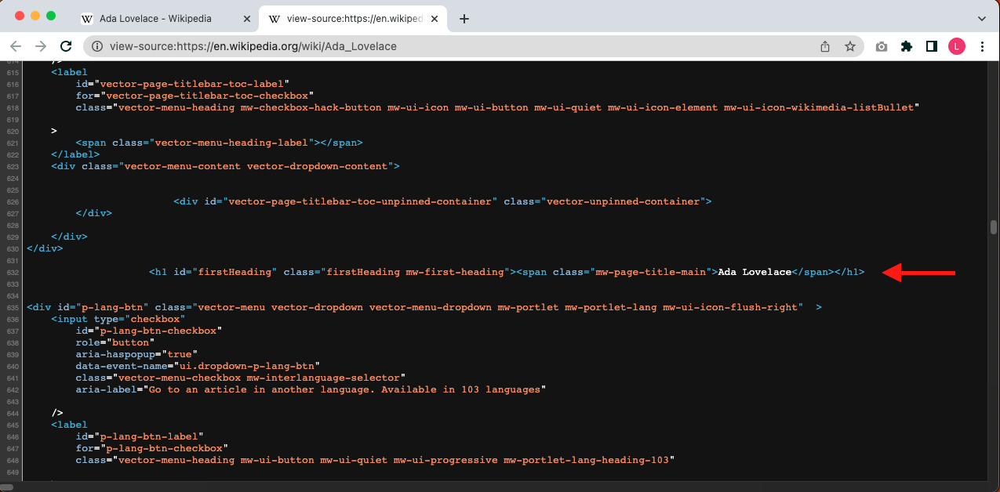 Ada Lovelace - Wikipedia
view-source:https://en.wikiped
view-source:https://en.wikipedia.org/wiki/Ada_Lovelace
L
614 />
615 <label
616 id="vector-page-titlebar-toc-label"
617 for="vector-page-titlebar-toc-checkbox"
618 class="vector-menu-heading mw-checkbox-hack-button mw-ui-icon mw-ui-button mw-ui-quiet mw-ui-icon-element mw-ui-icon-wikimedia-listBullet"
619
620 >
621 <span class="vector-menu-heading-label"></span>
622 </label>
623 <div class="vector-menu-content vector-dropdown-content">
624
625
626 <div id="vector-page-titlebar-toc-unpinned-container" class="vector-unpinned-container">
627 </div>
628
629 </div>
630 </div>
631
632 <h1 id="firstHeading" class="firstHeading mw-first-heading"><span class="mw-page-title-main">Ada Lovelace</span></h1>
633
634
635 <div id="p-lang-btn" class="vector-menu vector-dropdown vector-menu-dropdown mw-portlet mw-portlet-lang mw-ui-icon-flush-right" >
636 <input type="checkbox"
637 id="p-lang-btn-checkbox"
638 role="button"
639 aria-haspopup="true"
640 data-event-name="ui.dropdown-p-lang-btn"
641 class="vector-menu-checkbox mw-interlanguage-selector"
642 aria-label="Go to an article in another language. Available in 103 languages"
643
644 />
645 <label
646 id="p-lang-btn-label"
647 for="p-lang-btn-checkbox"
648 class="vector-menu-heading mw-ui-button mw-ui-quiet mw-ui-progressive mw-portlet-lang-heading-103"
649